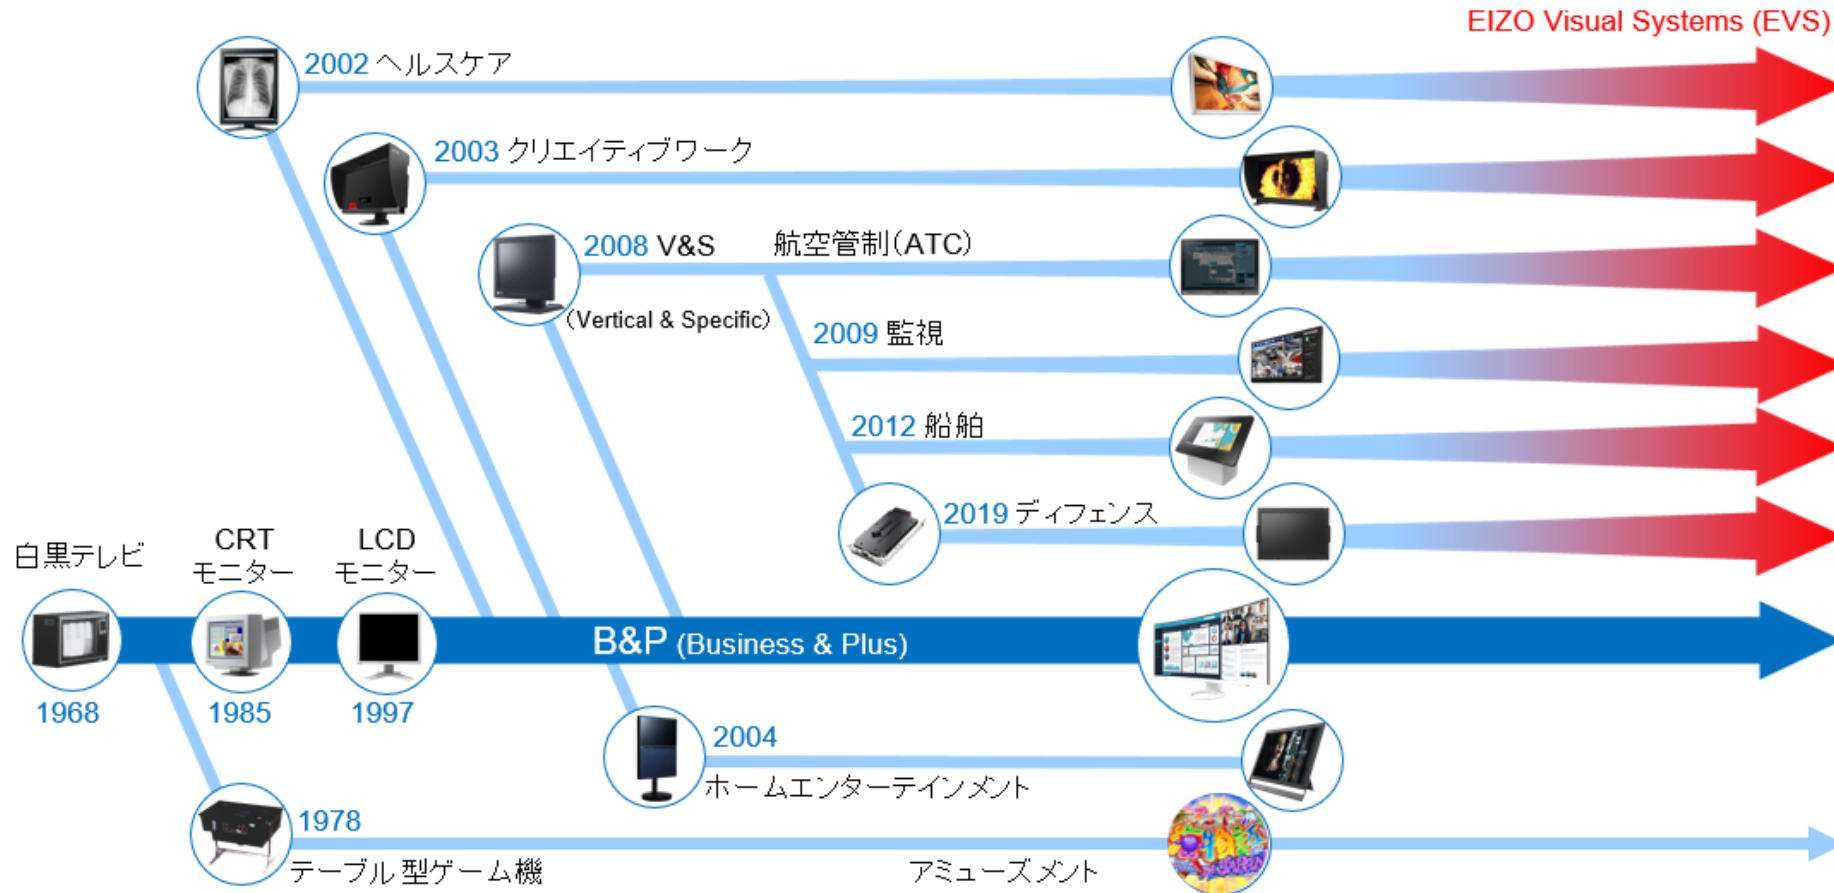 EIZO Visual Systems (EVS)
2002 ヘルスケア
2003 クリエイティブワーク
2008 V&S 航空管制(ATC)
(Vertical & Specific)
2009 監視
2012 船舶
2019 ディフェンス
白黒テレビ
CRT
モニター
LCD
モニター
B&P (Business & Plus)
1968
1985
1997
2004
ホームエンターテインメント
1978
テーブル型ゲーム機
アミューズメント